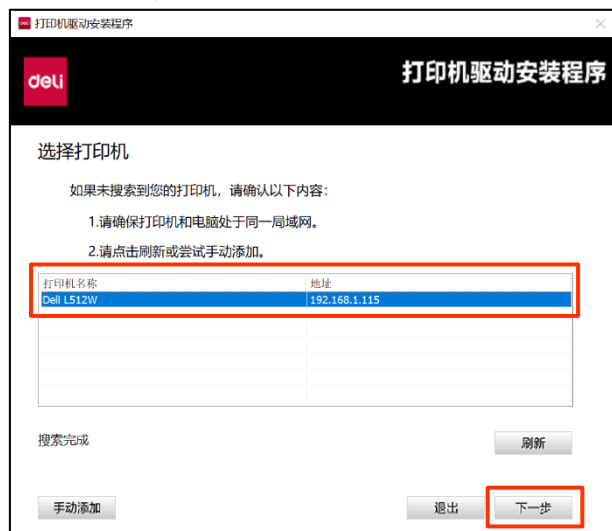 打印机驱动安装程序
deli
打印机驱动安装程序
选择打印机
如果未搜索到您的打印机，请确认以下内容：
1.请确保打印机和电脑处于同一局域网。
2.请点击刷新或尝试手动添加。
打印机名称 地址
Deli L512W 192.168.1.115
搜索完成 刷新
手动添加 退出 下一步